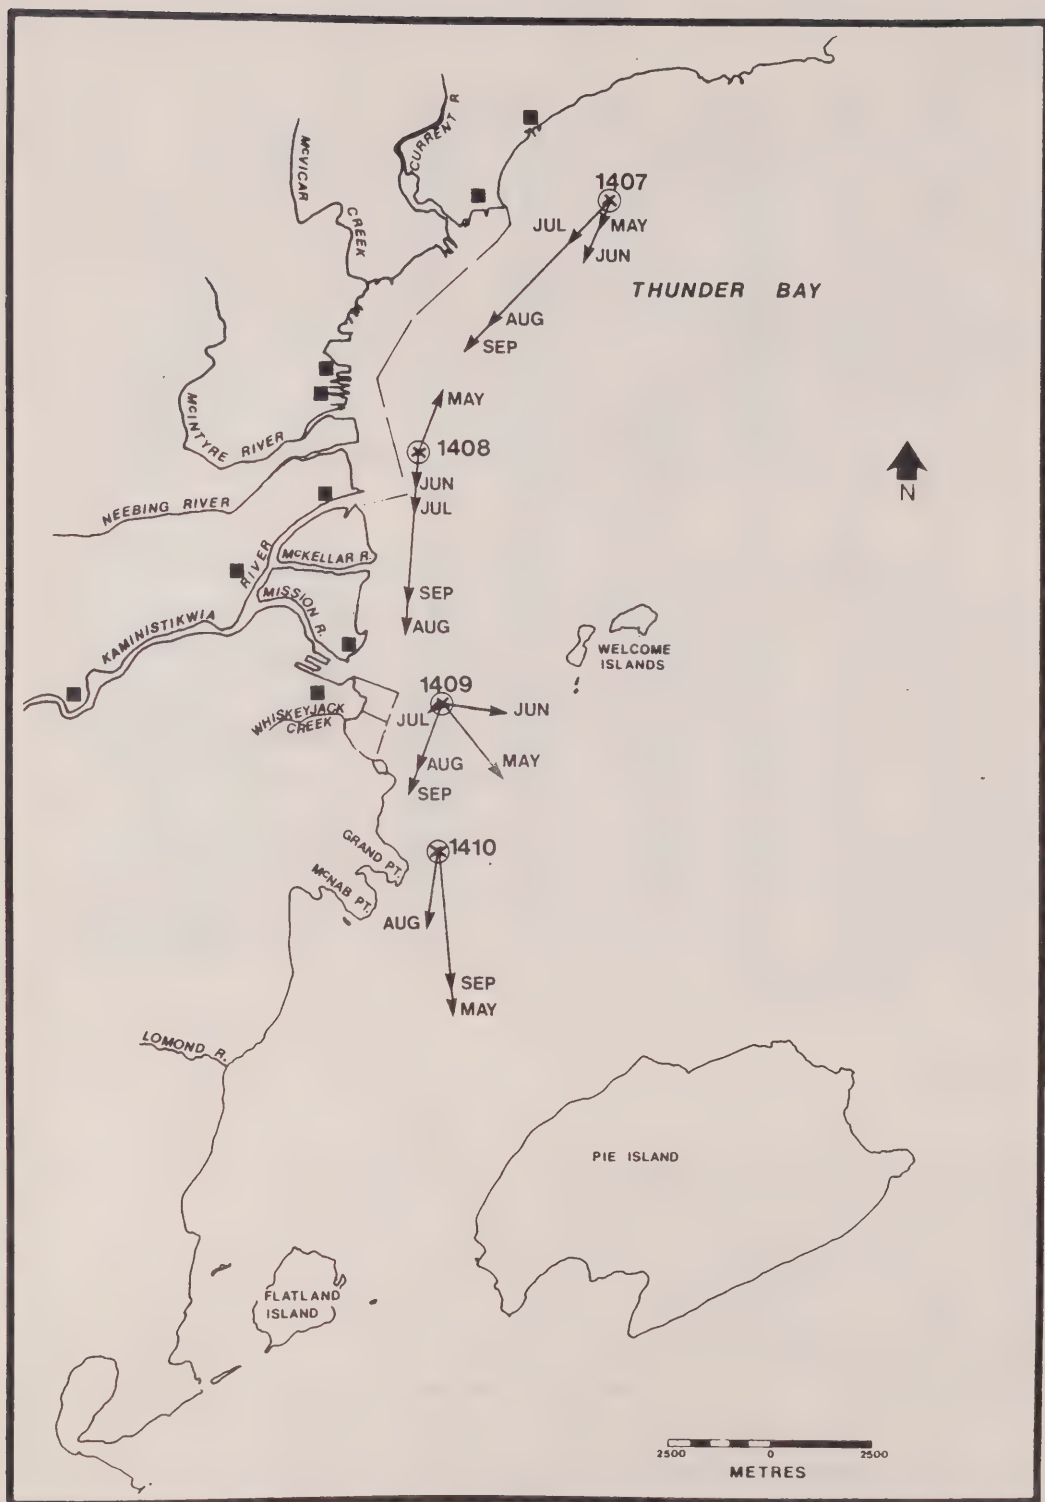 CURRENT R
McVICAR
CREEK
1407
JUL
MAY
JUN
THUNDER BAY
AUG
SEP
MAY
1408
McINTYRE RIVER
JUN
N
NEEBING RIVER
JUL
McKELLAR R.
RIVER
MISSION R.
SEP
AUG
KAMINISTIKWIA
WELCOME
ISLANDS
1409
JUN
JUL
WHISKEYJACK
CREEK
AUG
MAY
SEP
GRAND PT.
1410
McNAB PT.
AUG
SEP
MAY
LOMOND R.
PIE ISLAND
FLATLAND
ISLAND
2500 0 2500
METRES